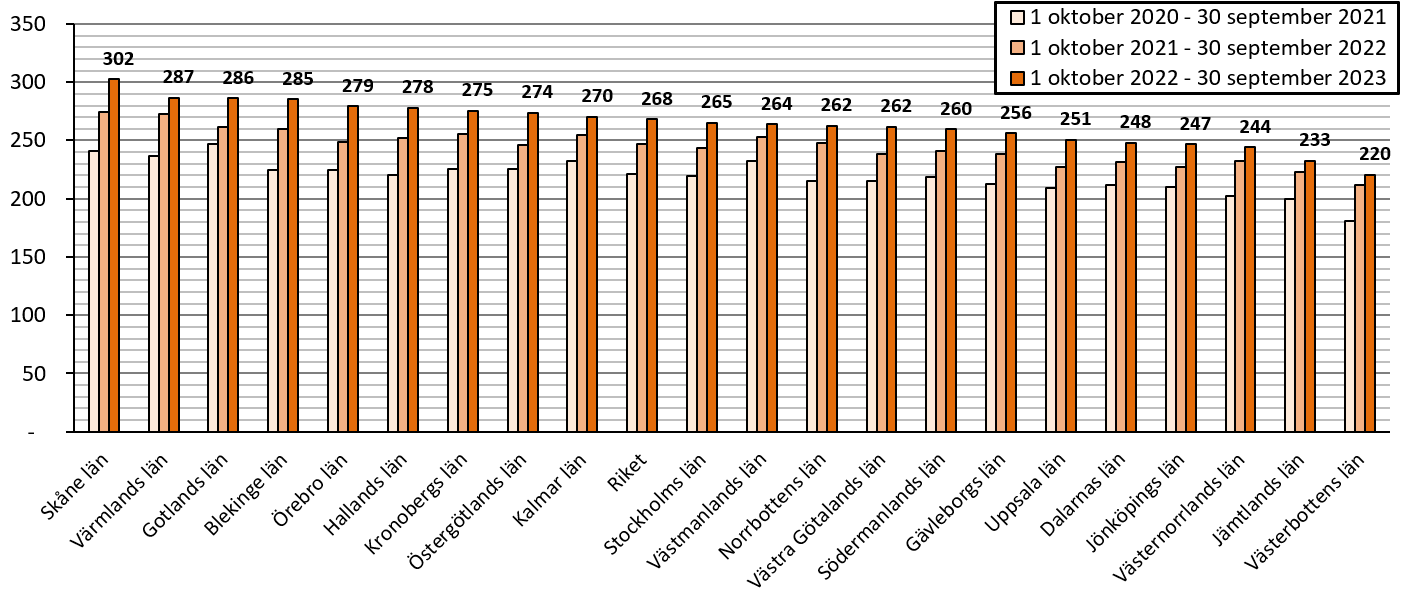 1 oktober 2020 - 30 september 2021
1 oktober 2021 - 30 september 2022
1 oktober 2022 - 30 september 2023
350
300
250
200
150
100
50
-
302
287
286
285
279
278
275
274
270
268
265
264
262
262
260
256
251
248
247
244
233
220
Skåne län
Värmlands län
Gotlands län
Blekinge län
Örebro län
Hallands län
Kronobergs län
Östergötlands län
Kalmar län
Riket
Stockholms län
Västmanlands län
Norrbottens län
Västra Götalands län
Södermanlands län
Gävleborgs län
Uppsala län
Dalarnas län
Jönköpings län
Västernorrlands län
Jämtlands län
Västerbottens län